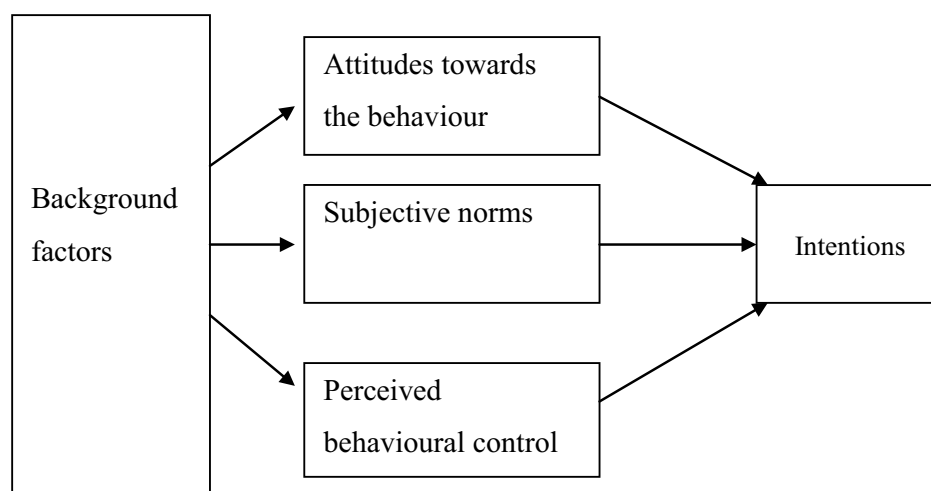 Background
factors
Attitudes towards
the behaviour
Subjective norms
Perceived
behavioural control
Intentions